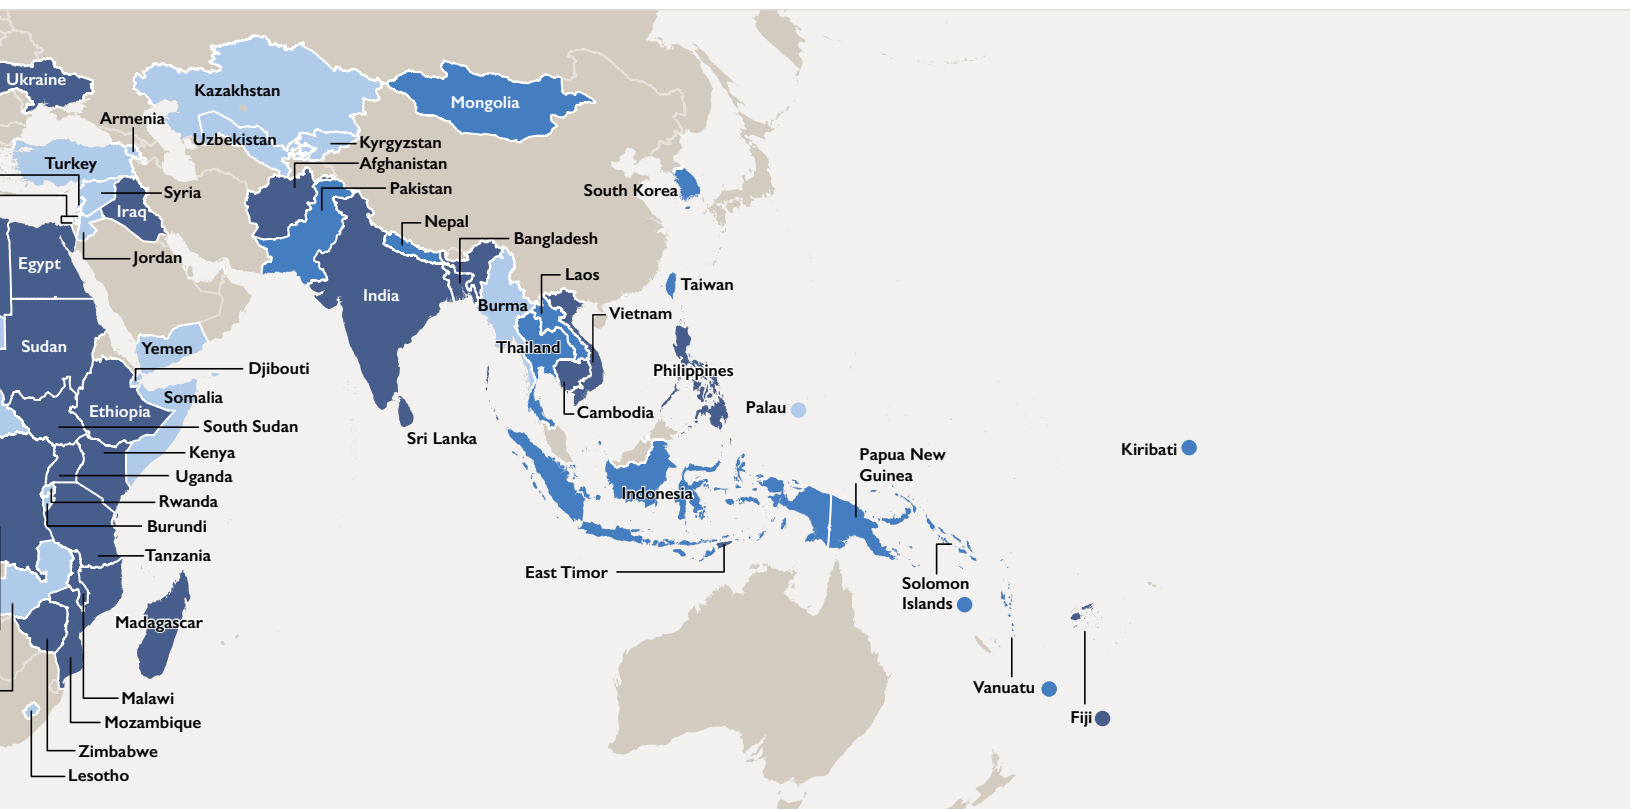 Ukraine
Kazakhstan
Mongolia
Armenia
Uzbekistan
Kyrgyzstan
Turkey
Afghanistan
Pakistan
South Korea
Syria
Iraq
Nepal
Bangladesh
Jordan
Egypt
Laos
Taiwan
India
Burma
Vietnam
Sudan
Yemen
Thailand
Djibouti
Philippines
Somalia
Ethiopia
Cambodia
Palau
South Sudan
Sri Lanka
Kiribati
Kenya
Papua New
Guinea
Uganda
Indonesia
Rwanda
Burundi
Tanzania
East Timor
Solomon
Islands
Madagascar
Vanuatu
Malawi
Fiji
Mozambique
Zimbabwe
Lesotho